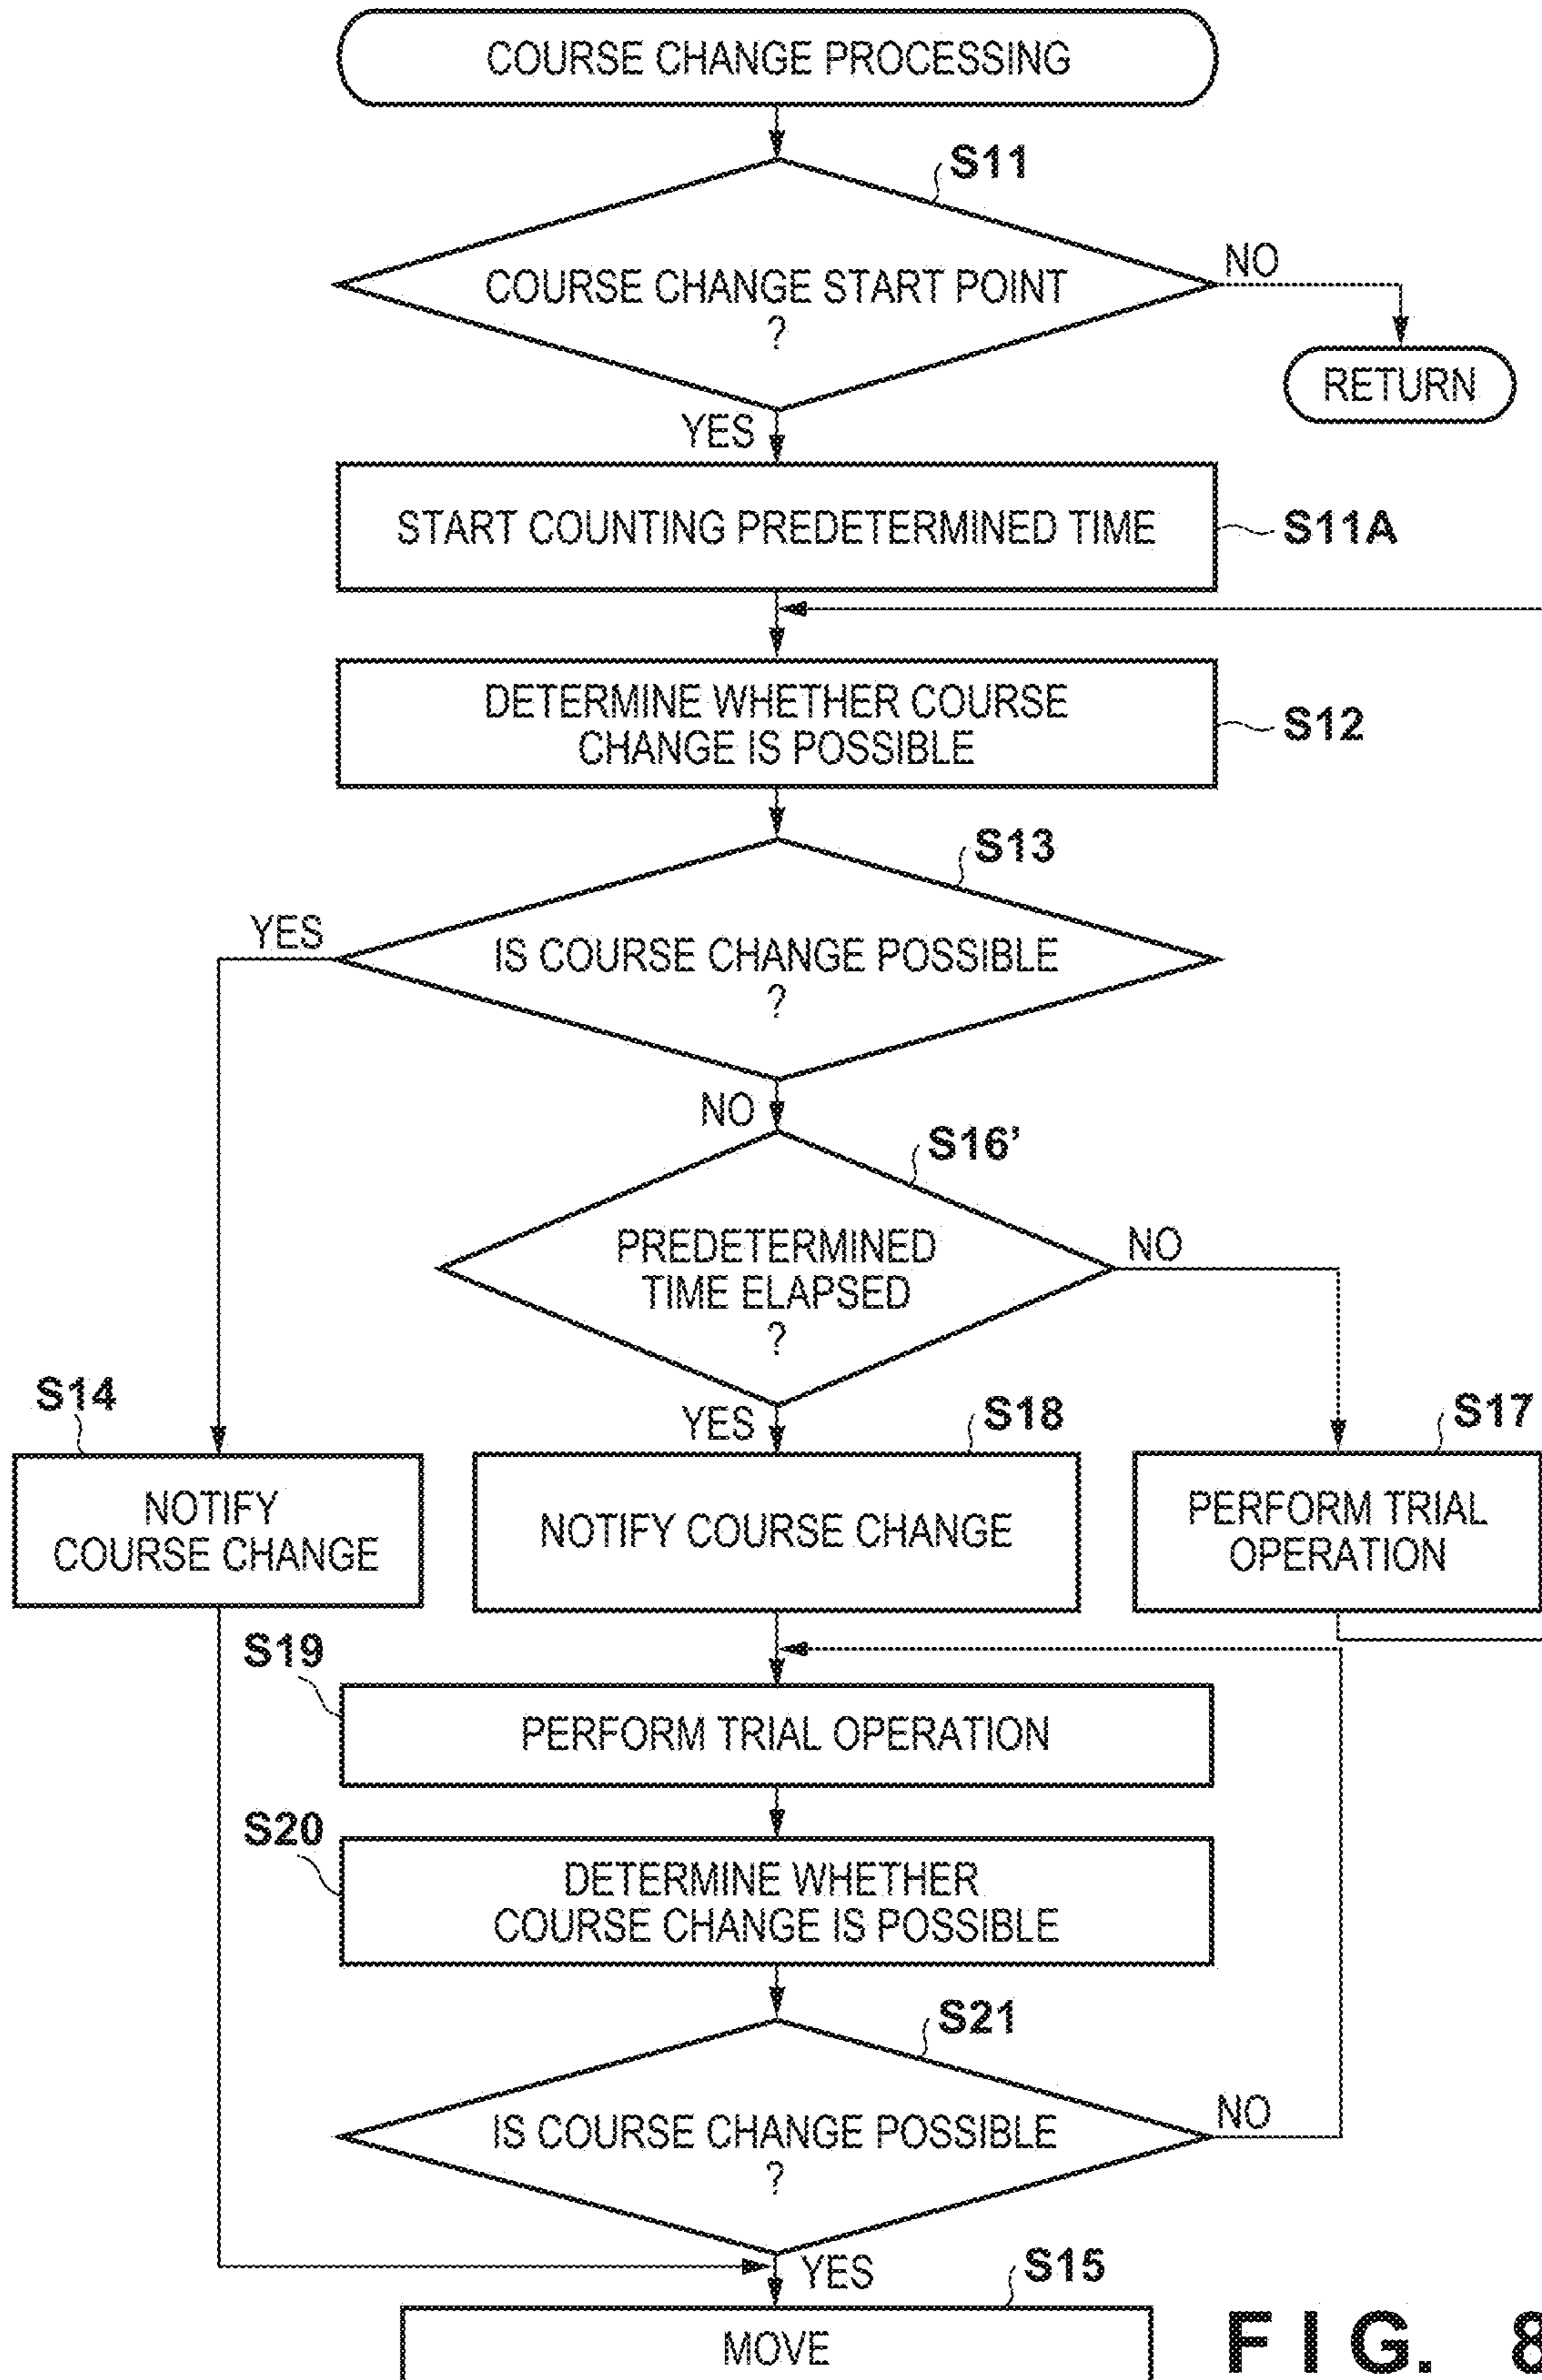 COURSE CHANGE PROCESSING
S11
COURSE CHANGE START POINT
?
NO
RETURN
YES
START COUNTING PREDETERMINED TIME
S11A
DETERMINE WHETHER COURSE
CHANGE IS POSSIBLE
S12
S13
YES
IS COURSE CHANGE POSSIBLE
?
NO
S16’
PREDETERMINED
TIME ELAPSED
?
NO
S14
YES
S18
S17
NOTIFY
COURSE CHANGE
NOTIFY COURSE CHANGE
PERFORM TRIAL
OPERATION
S19
PERFORM TRIAL OPERATION
S20
DETERMINE WHETHER
COURSE CHANGE IS POSSIBLE
S21
IS COURSE CHANGE POSSIBLE
?
NO
YES
S15
MOVE
FIG. 8